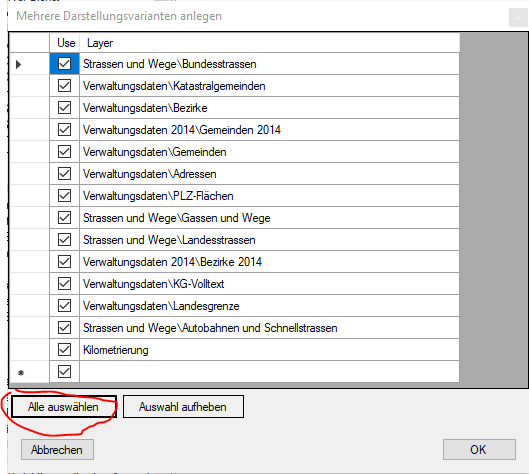 Mehrere Darstellungsvarianten anlegen
Use Layer
Strassen und Wege\Bundesstrassen
Verwaltungsdaten\Katastralgemeinden
Verwaltungsdaten\Bezirke
Verwaltungsdaten 2014\Gemeinden 2014
Verwaltungsdaten\Gemeinden
Verwaltungsdaten\Adressen
Verwaltungsdaten\PLZ-Flächen
Strassen und Wege\Gassen und Wege
Strassen und Wege\Landesstrassen
Verwaltungsdaten 2014\Bezirke 2014
Verwaltungsdaten\KG-Volltext
Verwaltungsdaten\Landesgrenze
Strassen und Wege\Autobahnen und Schnellstrassen
Kilometrierung
Alle auswählen Auswahl aufheben
Abbrechen OK